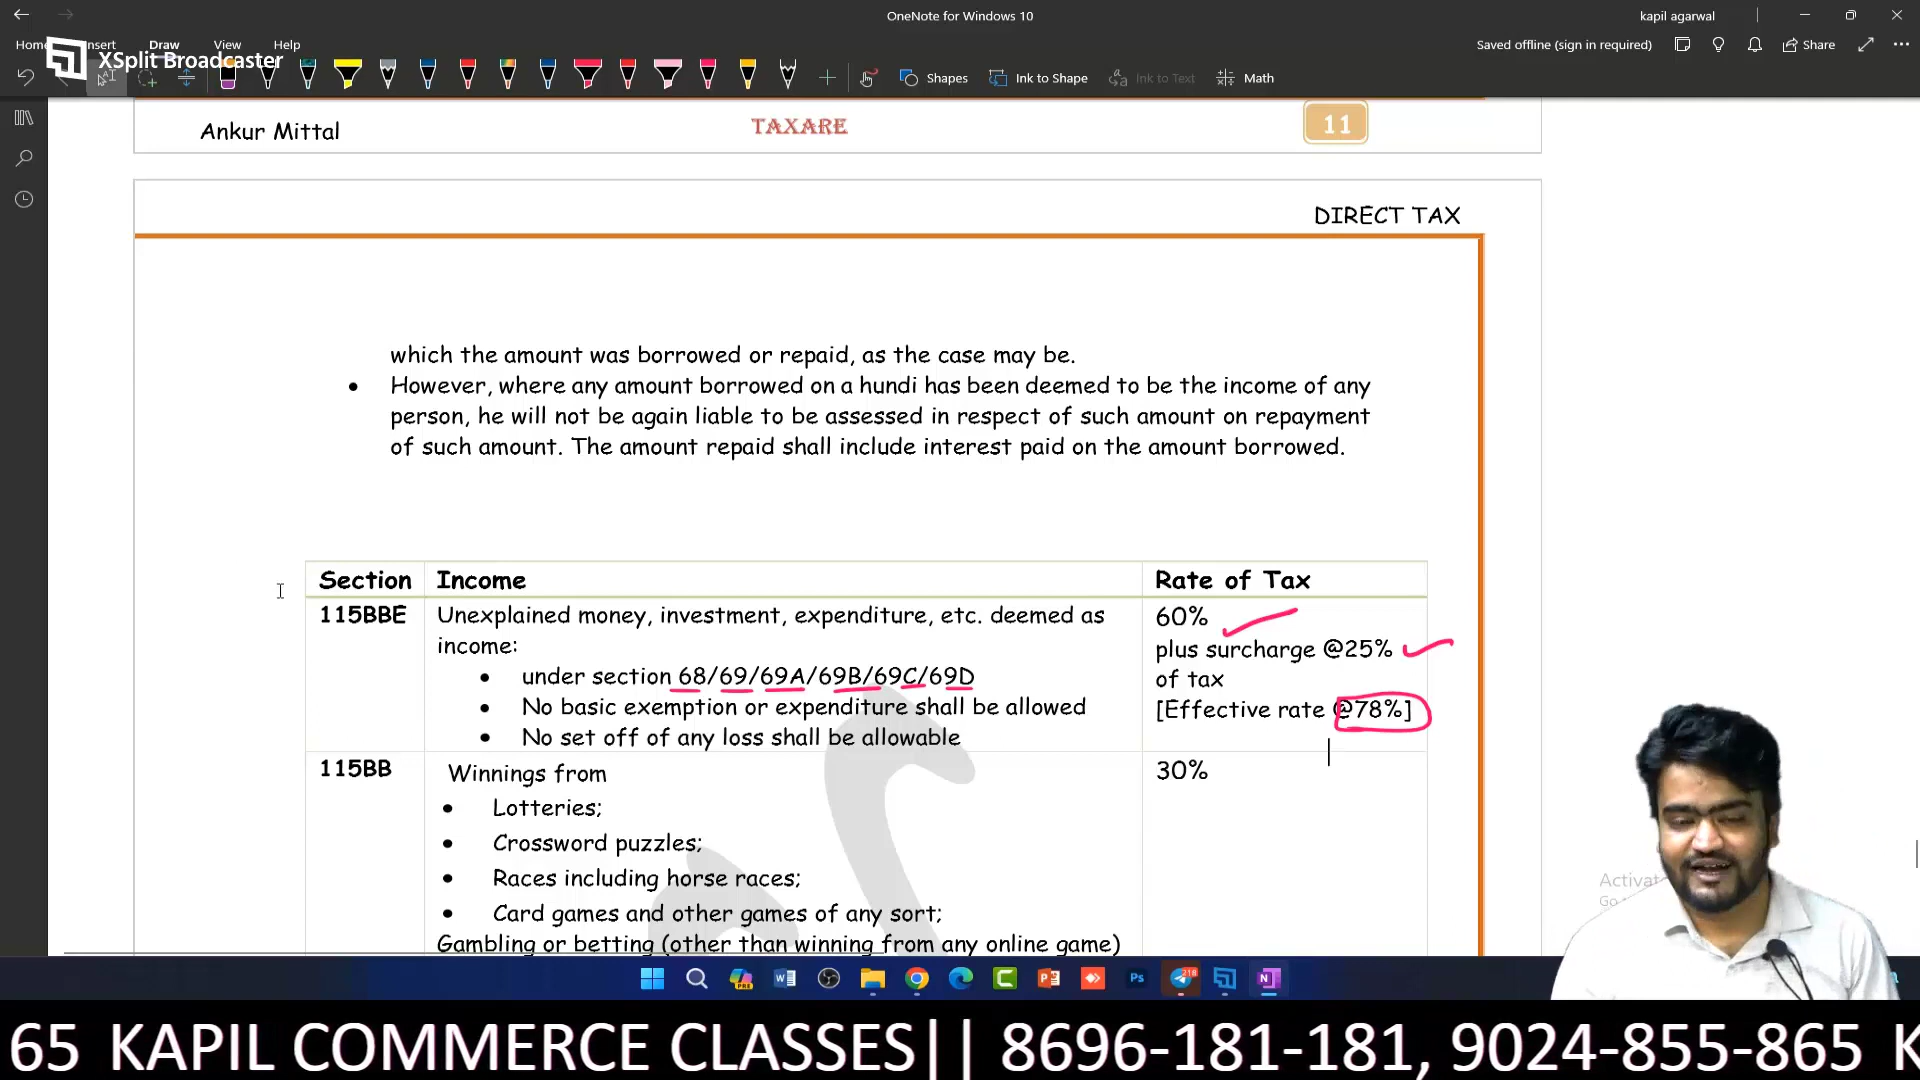 OneNote for Windows 10
kapil agarwal
Draw
View
Help
XSplit Broadcaster
Saved offline (sign in required)
Share
Shapes
Ink to Shape
Ink to Text
Math
Ankur Mittal
TAXARE
11
DIRECT TAX
which the amount was borrowed or repaid, as the case may be.
• However, where any amount borrowed on a hundi has been deemed to be the income of any
person, he will not be again liable to be assessed in respect of such amount on repayment
of such amount. The amount repaid shall include interest paid on the amount borrowed.
Section Income Rate of Tax
115BBE Unexplained money, investment, expenditure, etc. deemed as 60%
income: plus surcharge @25%
• under section 68/69/69A/69B/69C/69D of tax
• No basic exemption or expenditure shall be allowed [Effective rate @78%]
• No set off of any loss shall be allowable
115BB Winnings from 30%
• Lotteries;
• Crossword puzzles;
• Races including horse races;
• Card games and other games of any sort;
Gambling or betting (other than winning from any online game)
218
Ps
65 KAPIL COMMERCE CLASSES|| 8696-181-181, 9024-855-865 K